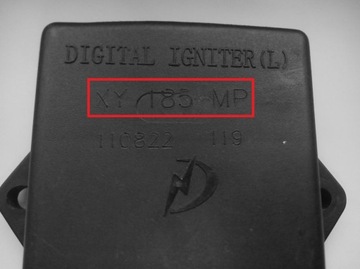 DIGITAL IGNITER(L)
XY 185 MP
110822 119